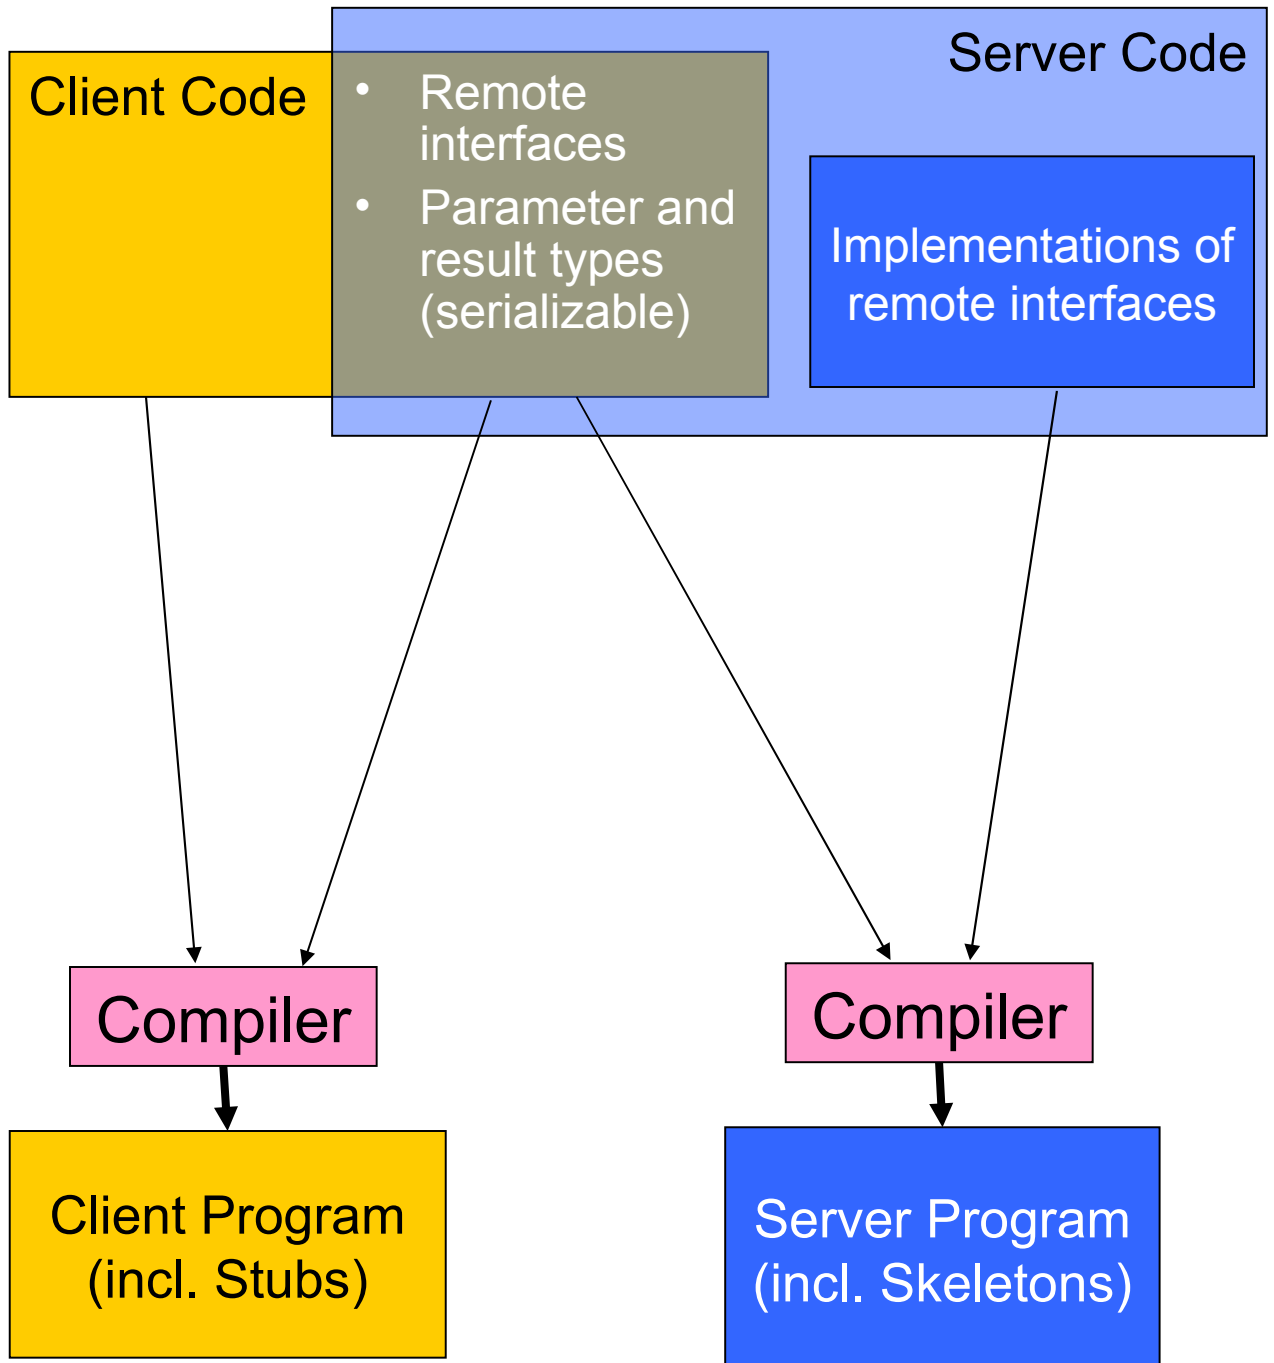 Server Code
Client Code
• Remote
interfaces
• Parameter and
result types
(serializable)
Implementations of
remote interfaces
Compiler
Compiler
Client Program
(incl. Stubs)
Server Program
(incl. Skeletons)